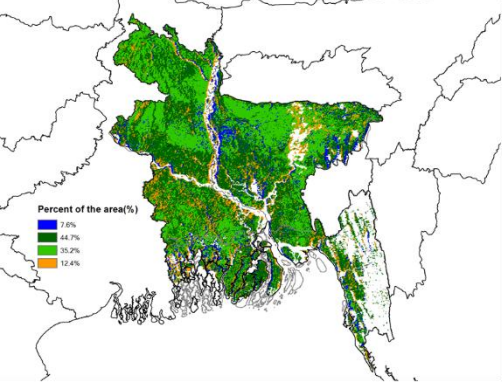 Percent of the area(%)
7.6%
44.7%
35.2%
12.4%